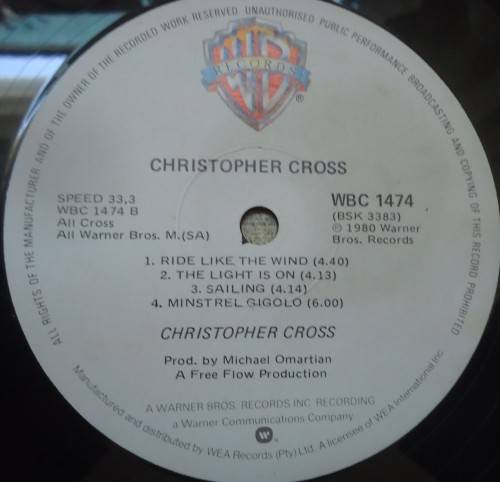 ALL RIGHTS OF THE MANUFACTURER AND OF THE OWNER OF THE RECORDED WORK RESERVED. UNAUTHORISED PUBLIC PERFORMANCE BROADCASTING AND COPYING OF THIS RECORD PROHIBITED
WB
RECORDS
®
CHRISTOPHER CROSS
SPEED 33,3
WBC 1474 B
All Cross
All Warner Bros. M.(SA)
WBC 1474
(BSK 3383)
℗ 1980 Warner
Bros. Records
1. RIDE LIKE THE WIND (4.40)
2. THE LIGHT IS ON (4.13)
3. SAILING (4.14)
4. MINSTREL GIGOLO (6.00)
CHRISTOPHER CROSS
Prod. by Michael Omartian
A Free Flow Production
A WARNER BROS. RECORDS INC. RECORDING
a Warner Communications Company
®
Manufactured and distributed by WEA Records (Pty) Ltd. A licensee of WEA International Inc